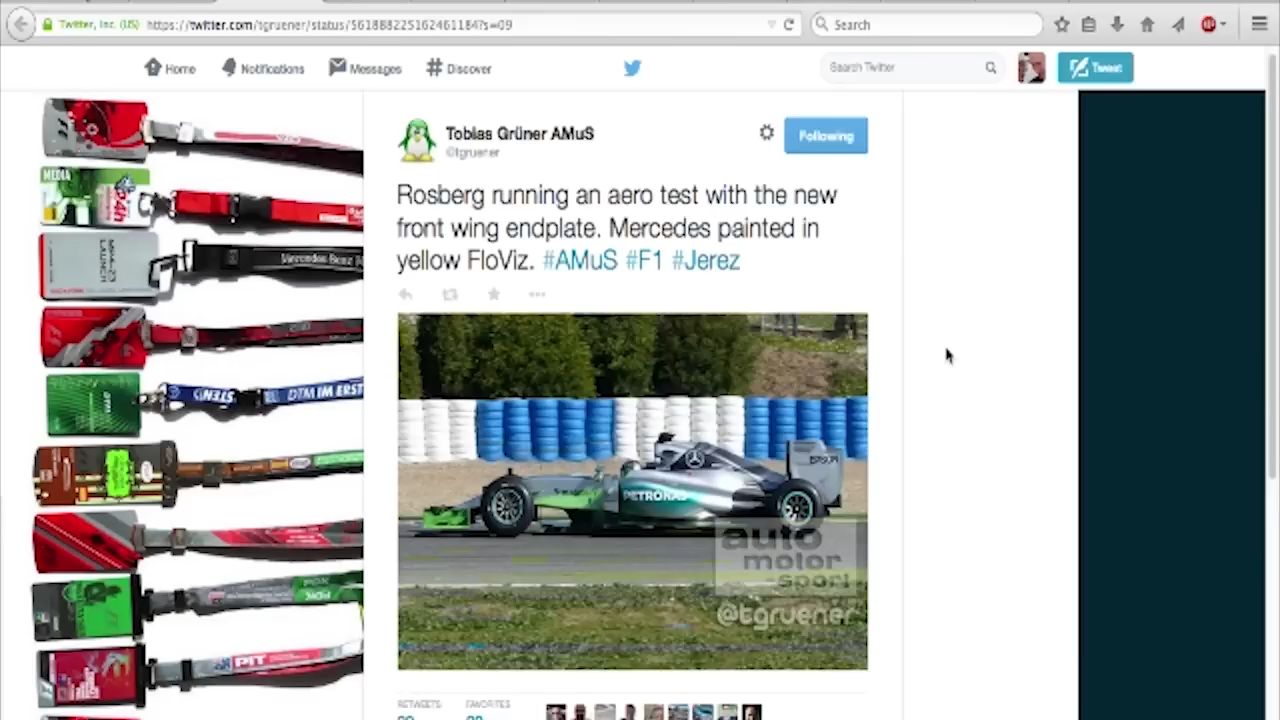 Twitter, Inc. (US)
https://twitter.com/tgruener/status/561888225162461184?s=09
Search
Home
Notifications
Messages
Discover
Search Twitter
Tweet
Tobias Grüner AMuS
@tgruener
Following
Rosberg running an aero test with the new
front wing endplate. Mercedes painted in
yellow FloViz. #AMuS #F1 #Jerez
MEDIA
24h
Mercedes-Benz
DTM IM ERST
PIT
EPSON
PETRONAS
auto
motor
sport
@tgruener
RETWEETS
FAVORITES